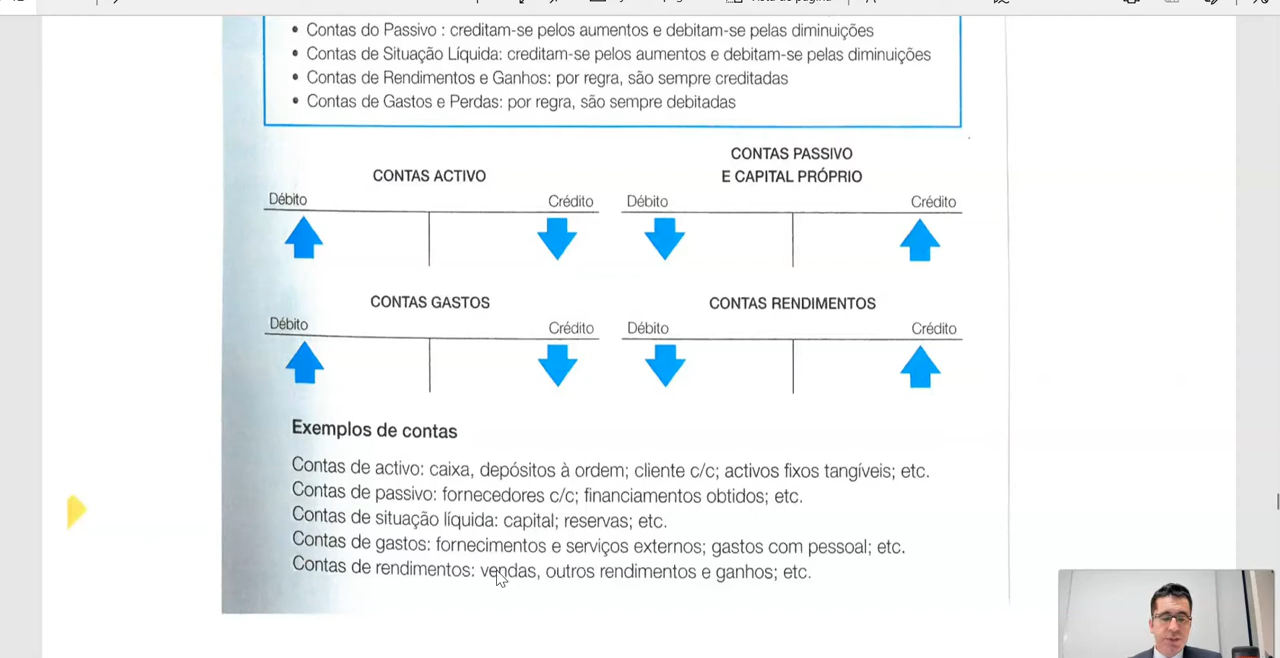 • Contas do Passivo : creditam-se pelos aumentos e debitam-se pelas diminuições
• Contas de Situação Líquida: creditam-se pelos aumentos e debitam-se pelas diminuições
• Contas de Rendimentos e Ganhos: por regra, são sempre creditadas
• Contas de Gastos e Perdas: por regra, são sempre debitadas
CONTAS ACTIVO
Débito Crédito
CONTAS PASSIVO
E CAPITAL PRÓPRIO
Débito Crédito
CONTAS GASTOS
Débito Crédito
CONTAS RENDIMENTOS
Débito Crédito
Exemplos de contas
Contas de activo: caixa, depósitos à ordem; cliente c/c; activos fixos tangíveis; etc.
Contas de passivo: fornecedores c/c; financiamentos obtidos; etc.
Contas de situação líquida: capital; reservas; etc.
Contas de gastos: fornecimentos e serviços externos; gastos com pessoal; etc.
Contas de rendimentos: vendas, outros rendimentos e ganhos; etc.